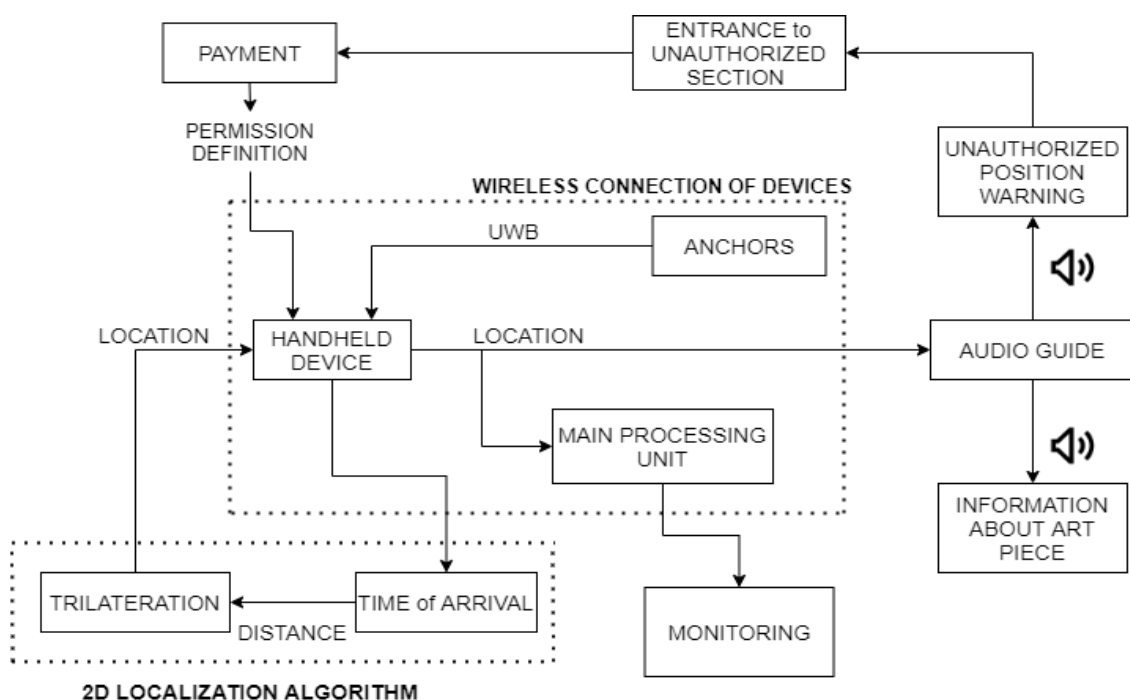 PAYMENT
ENTRANCE to
UNAUTHORIZED
SECTION
PERMISSION
DEFINITION
UNAUTHORIZED
POSITION
WARNING
WIRELESS CONNECTION OF DEVICES
UWB
ANCHORS
LOCATION
HANDHELD
DEVICE
LOCATION
AUDIO GUIDE
MAIN PROCESSING
UNIT
INFORMATION
ABOUT ART
PIECE
TRILATERATION
DISTANCE
TIME of ARRIVAL
MONITORING
2D LOCALIZATION ALGORITHM